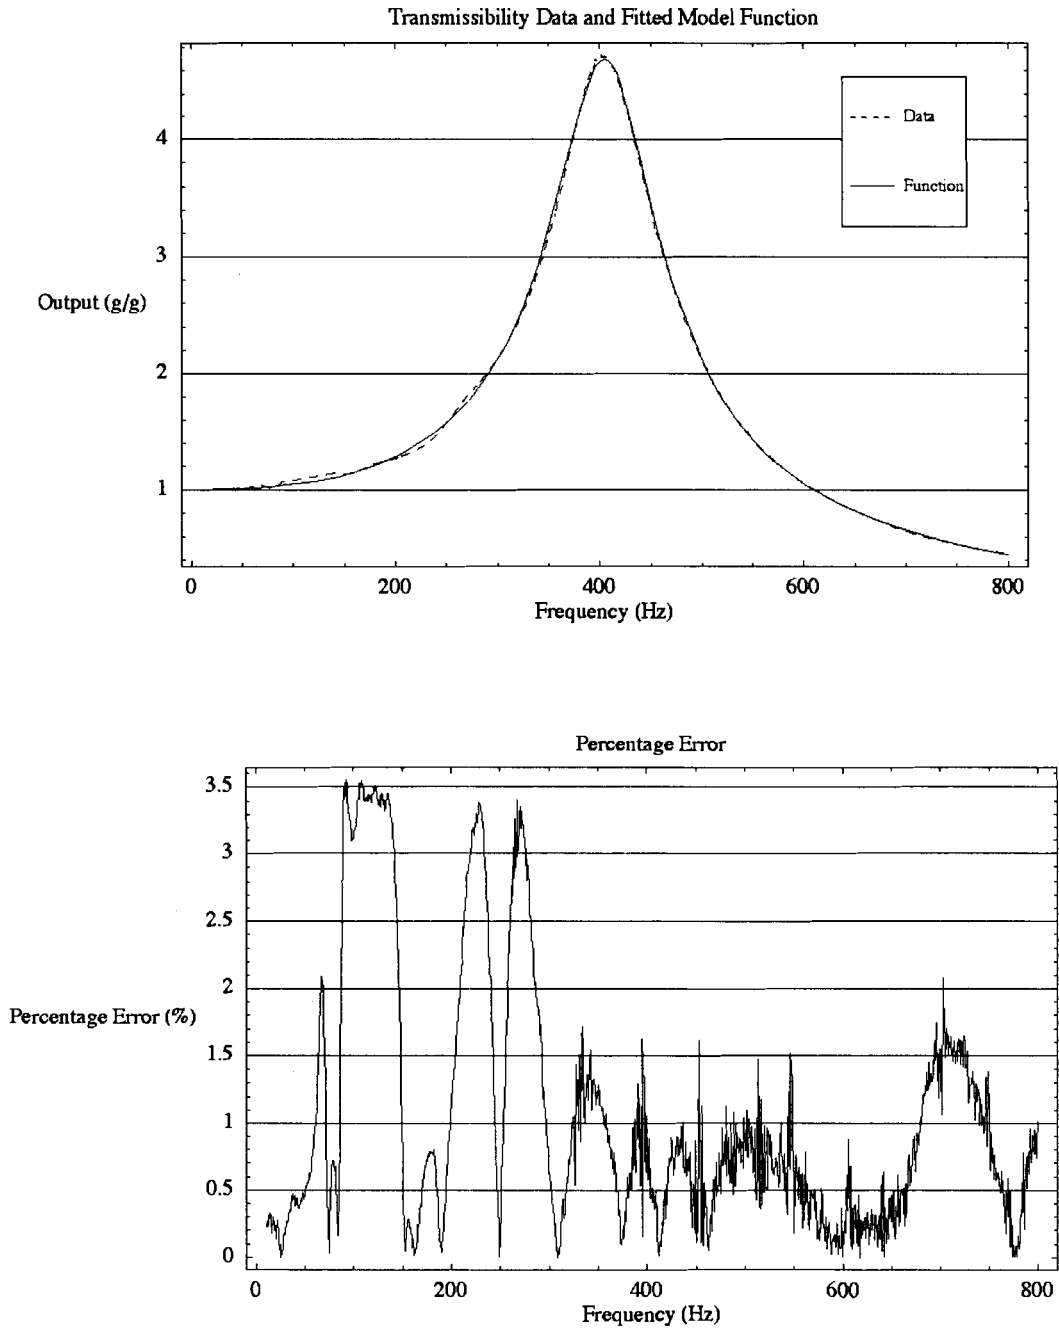 Transmissibility Data and Fitted Model Function
4
3
2
1
Output (g/g)
Data
Function
0
200
400
600
800
Frequency (Hz)
Percentage Error
3.5
3
2.5
2
1.5
1
0.5
0
Percentage Error (%)
0
200
400
600
800
Frequency (Hz)